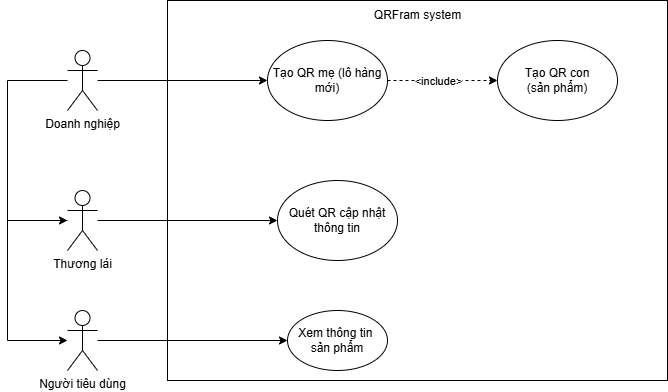 QRFram system
Tạo QR mẹ (lô hàng
mới)
<include>
Tạo QR con
(sản phẩm)
Doanh nghiệp
Quét QR cập nhật
thông tin
Thương lái
Xem thông tin
sản phẩm
Người tiêu dùng